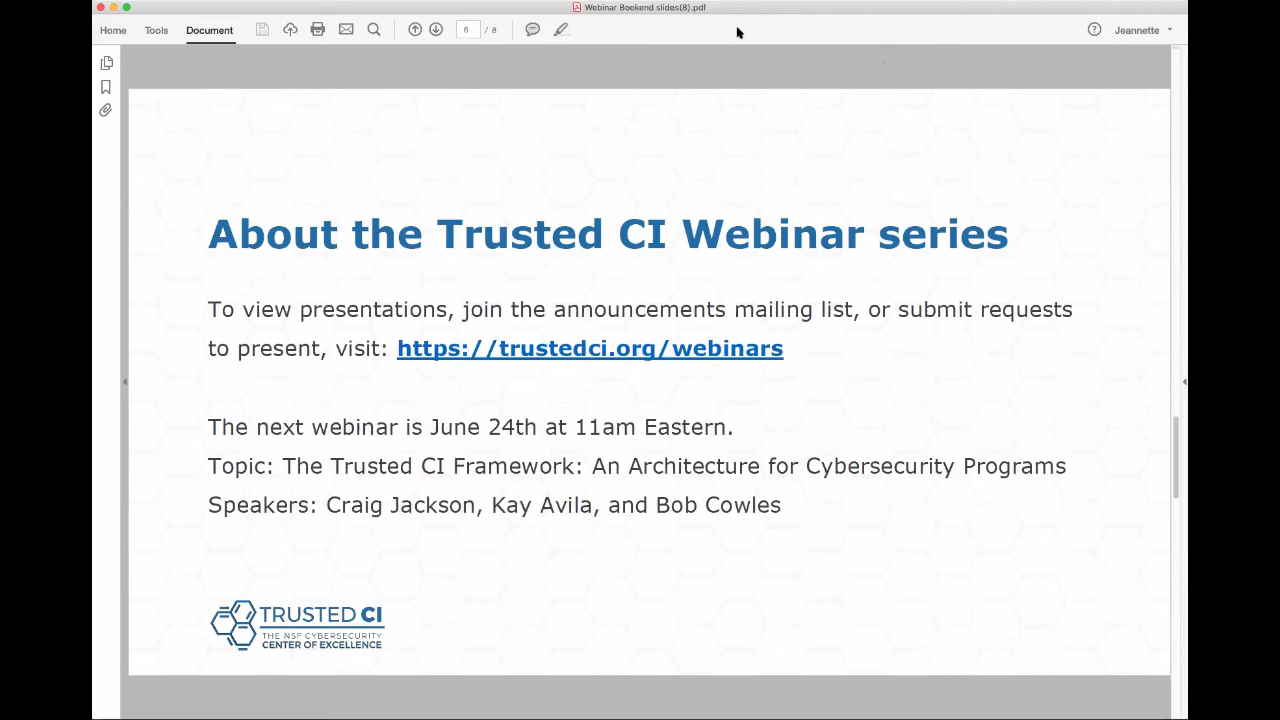 Webinar Bookend slides(8).pdf
Home Tools Document 6 / 8 Jeannette
About the Trusted CI Webinar series
To view presentations, join the announcements mailing list, or submit requests
to present, visit: https://trustedci.org/webinars
The next webinar is June 24th at 11am Eastern.
Topic: The Trusted CI Framework: An Architecture for Cybersecurity Programs
Speakers: Craig Jackson, Kay Avila, and Bob Cowles
TRUSTED CI
THE NSF CYBERSECURITY
CENTER OF EXCELLENCE